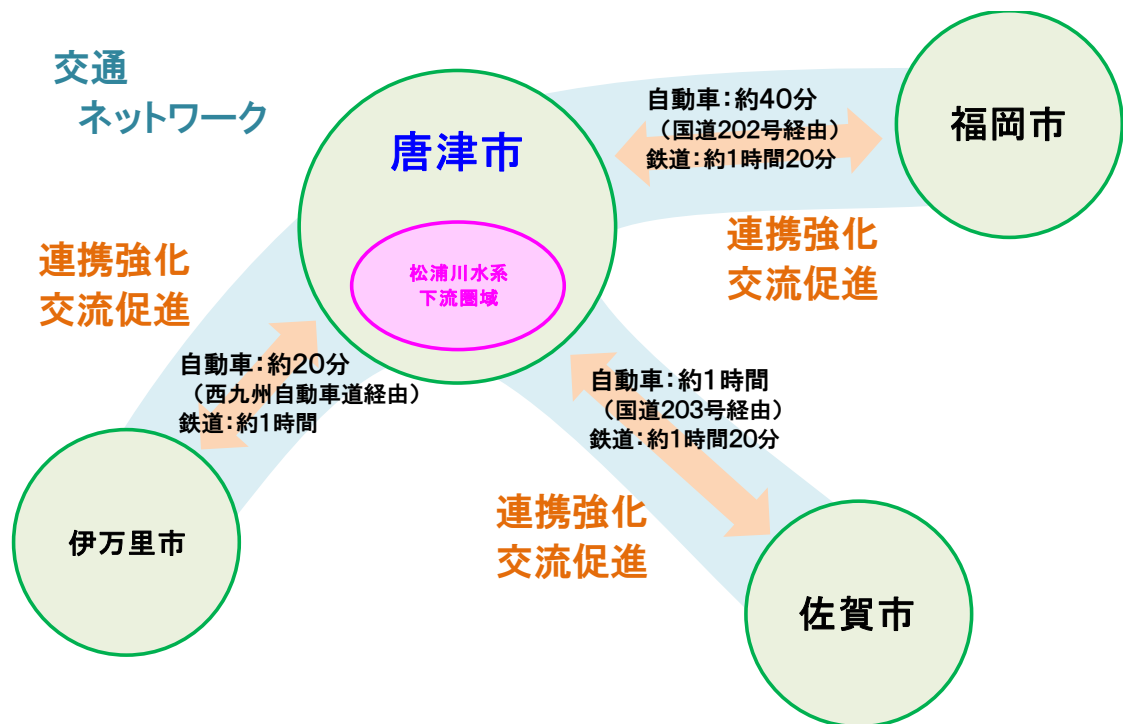 交通
ネットワーク
唐津市
松浦川水系
下流圏域
自動車：約40分
（国道202号経由）
鉄道：約1時間20分
福岡市
連携強化
交流促進
連携強化
交流促進
自動車：約20分
（西九州自動車道経由）
鉄道：約1時間
自動車：約1時間
（国道203号経由）
鉄道：約1時間20分
連携強化
交流促進
伊万里市
佐賀市